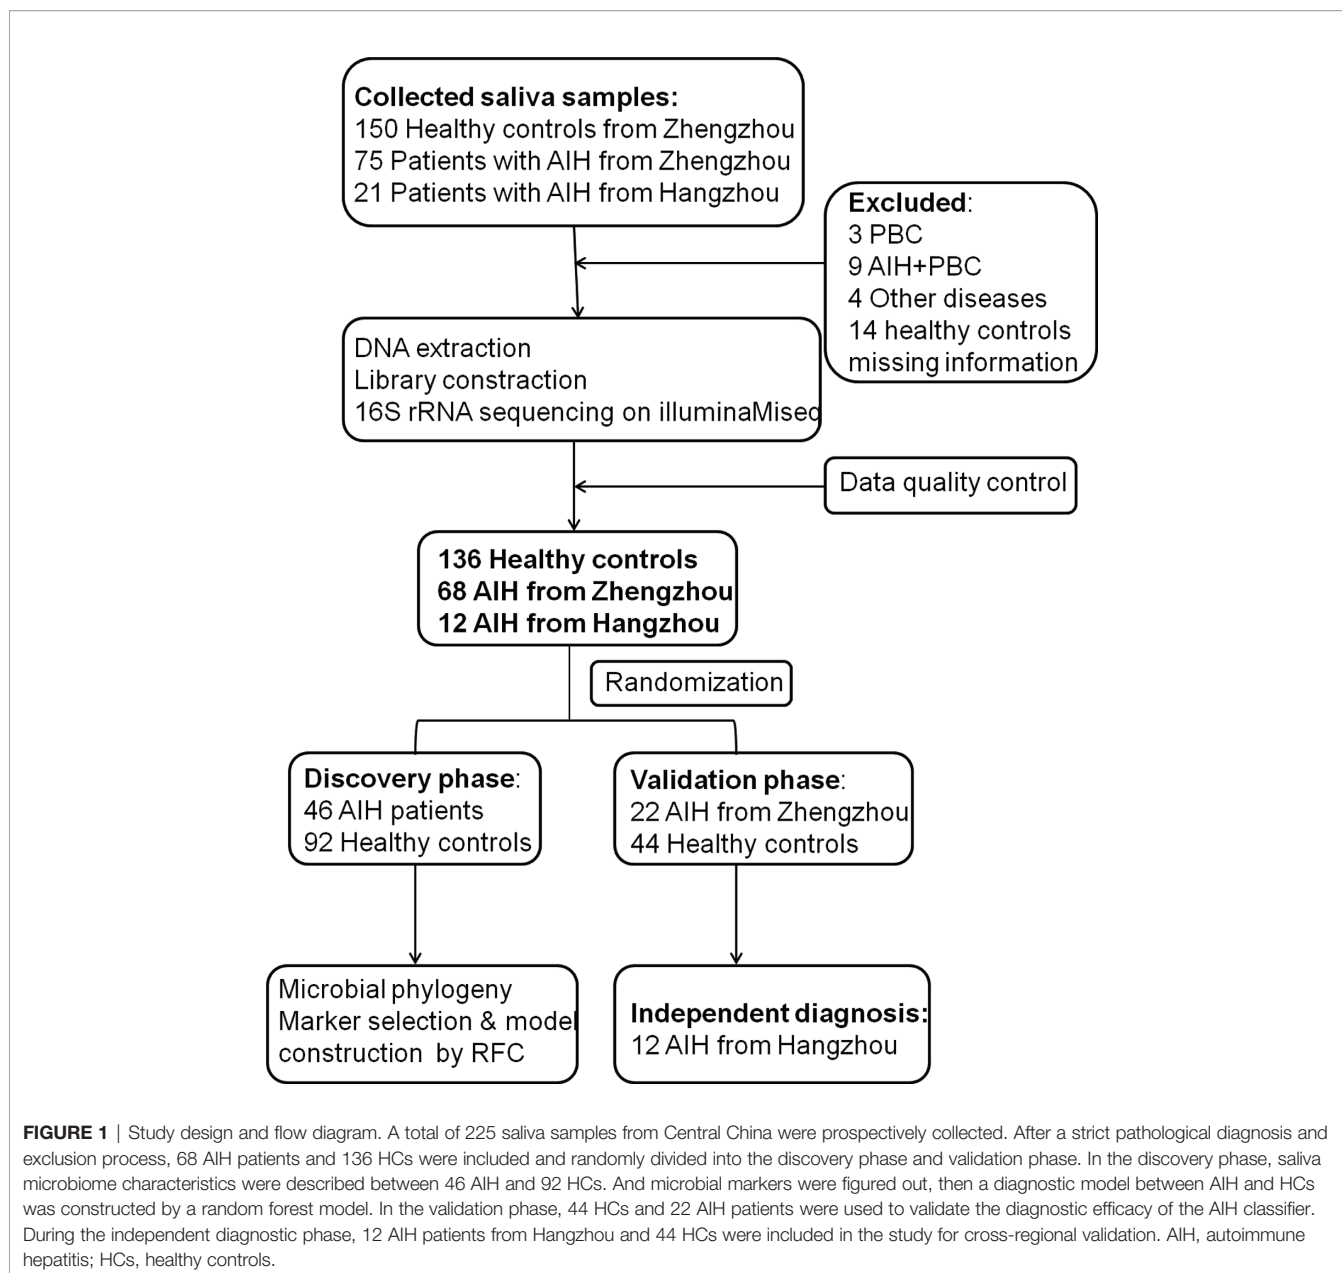 Collected saliva samples:
150 Healthy controls from Zhengzhou
75 Patients with AIH from Zhengzhou
21 Patients with AIH from Hangzhou
Excluded:
3 PBC
9 AIH+PBC
4 Other diseases
14 healthy controls
missing information
DNA extraction
Library constraction
16S rRNA sequencing on illuminaMiseq
Data quality control
136 Healthy controls
68 AIH from Zhengzhou
12 AIH from Hangzhou
Randomization
Discovery phase:
46 AIH patients
92 Healthy controls
Validation phase:
22 AIH from Zhengzhou
44 Healthy controls
Microbial phylogeny
Marker selection & model
construction by RFC
Independent diagnosis:
12 AIH from Hangzhou
FIGURE 1 | Study design and flow diagram. A total of 225 saliva samples from Central China were prospectively collected. After a strict pathological diagnosis and
exclusion process, 68 AIH patients and 136 HCs were included and randomly divided into the discovery phase and validation phase. In the discovery phase, saliva
microbiome characteristics were described between 46 AIH and 92 HCs. And microbial markers were figured out, then a diagnostic model between AIH and HCs
was constructed by a random forest model. In the validation phase, 44 HCs and 22 AIH patients were used to validate the diagnostic efficacy of the AIH classifier.
During the independent diagnostic phase, 12 AIH patients from Hangzhou and 44 HCs were included in the study for cross-regional validation. AIH, autoimmune
hepatitis; HCs, healthy controls.